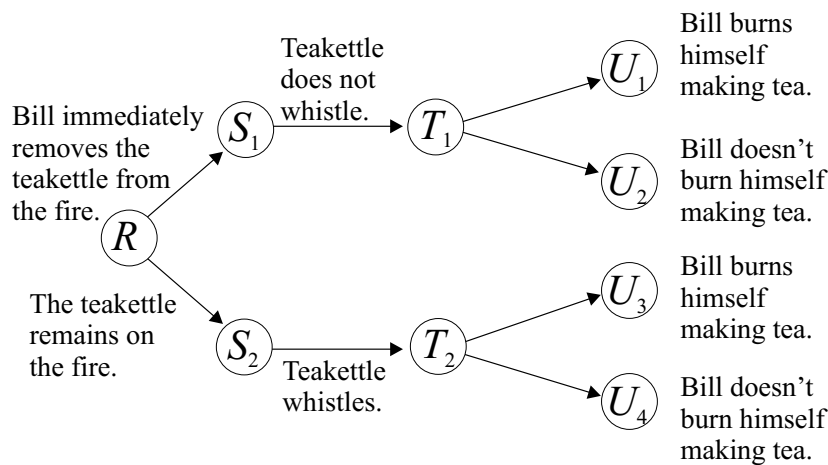 Teakettle
does not
whistle.
Bill burns
himself
making tea.
U1
Bill immediately
removes the
teakettle from
the fire.
S1
T1
Bill doesn't
burn himself
making tea.
U2
R
The teakettle
remains on
the fire.
Bill burns
himself
making tea.
U3
S2
T2
Teakettle
whistles.
Bill doesn't
burn himself
making tea.
U4